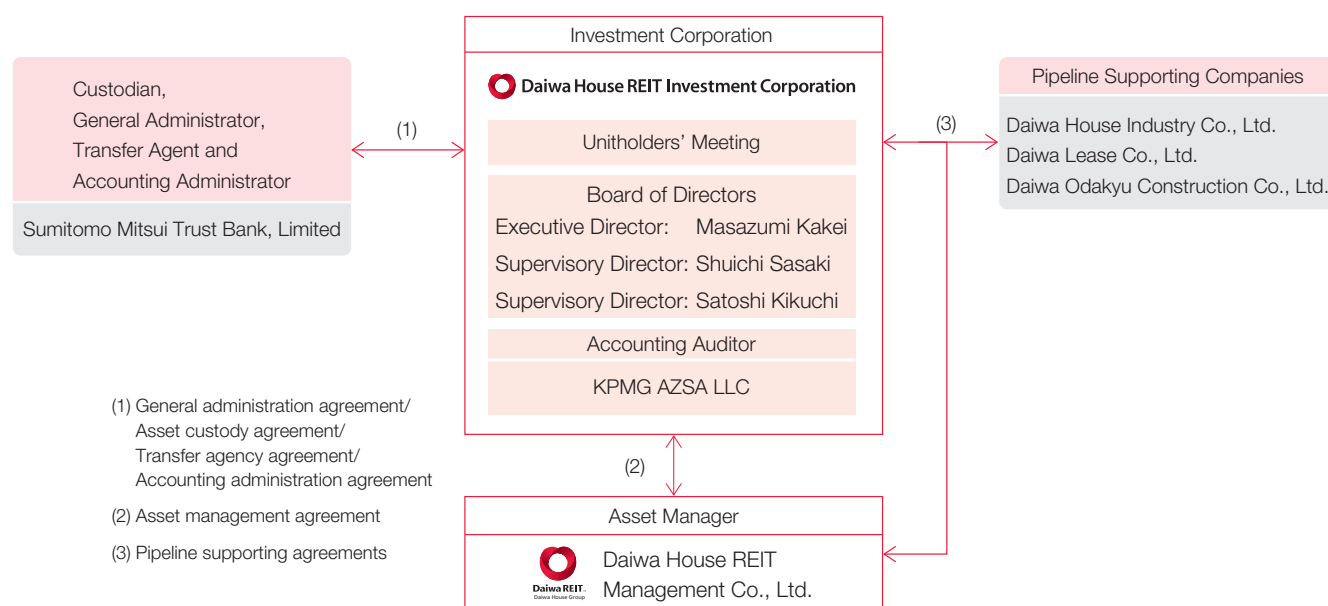 Investment Corporation
Daiwa House REIT Investment Corporation
Unitholders' Meeting
Board of Directors
Executive Director: Masazumi Kakei
Supervisory Director: Shuichi Sasaki
Supervisory Director: Satoshi Kikuchi
Accounting Auditor
KPMG AZSA LLC
Custodian,
General Administrator,
Transfer Agent and
Accounting Administrator
Sumitomo Mitsui Trust Bank, Limited
(1)
(3)
Pipeline Supporting Companies
Daiwa House Industry Co., Ltd.
Daiwa Lease Co., Ltd.
Daiwa Odakyu Construction Co., Ltd.
(1) General administration agreement/
Asset custody agreement/
Transfer agency agreement/
Accounting administration agreement
(2) Asset management agreement
(3) Pipeline supporting agreements
(2)
Asset Manager
Daiwa REIT
Daiwa House Group
Daiwa House REIT
Management Co., Ltd.